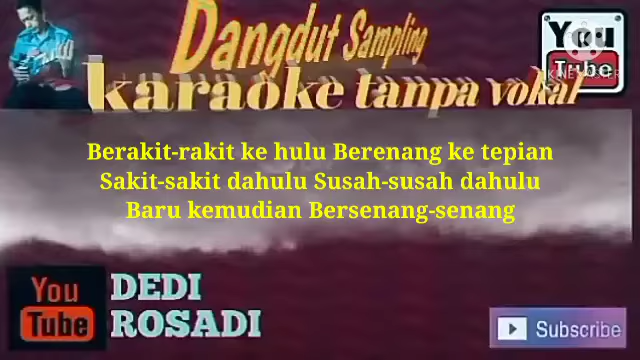 Dangdut Sampling
You
Tube
karaoke tanpa vokal
Berakit-rakit ke hulu Berenang ke tepian
Sakit-sakit dahulu Susah-susah dahulu
Baru kemudian Bersenang-senang
You
Tube
DEDI
ROSADI
Subscribe